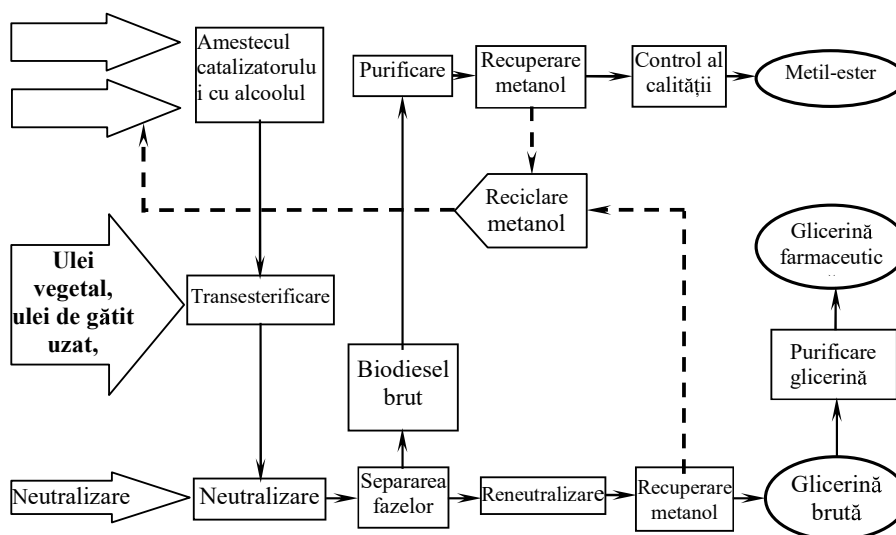 Amestecul
catalizatorulu
i cu alcoolul
Purificare
Recuperare
metanol
Control al
calității
Metil-ester
Reciclare
metanol
Ulei
vegetal,
ulei de gătit
uzat,
Transesterificare
Glicerină
farmaceutic
Biodiesel
brut
Purificare
glicerină
Neutralizare
Neutralizare
Separarea
fazelor
Reneutralizare
Recuperare
metanol
Glicerină
brută